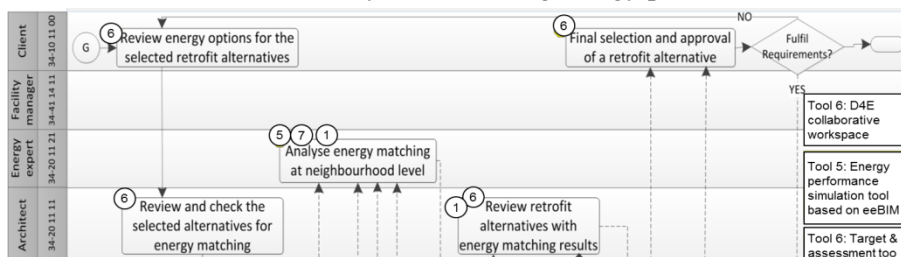 NO
6
6
Client
34-10 11 00
G
Review energy options for the
selected retrofit alternatives
Final selection and approval
of a retrofit alternative
Fulfil
Requirements?
YES
Facility
manager
34-41 14 11
Tool 6: D4E
collaborative
workspace
Energy
expert
34-20 11 21
5 7 1
Analyse energy matching
at neighbourhood level
Tool 5: Energy
performance
simulation tool
based on eeBIM
Architect
34-20 11 11
6
Review and check the
selected alternatives for
energy matching
1 6
Review retrofit
alternatives with
energy matching results
Tool 6: Target &
assessment too